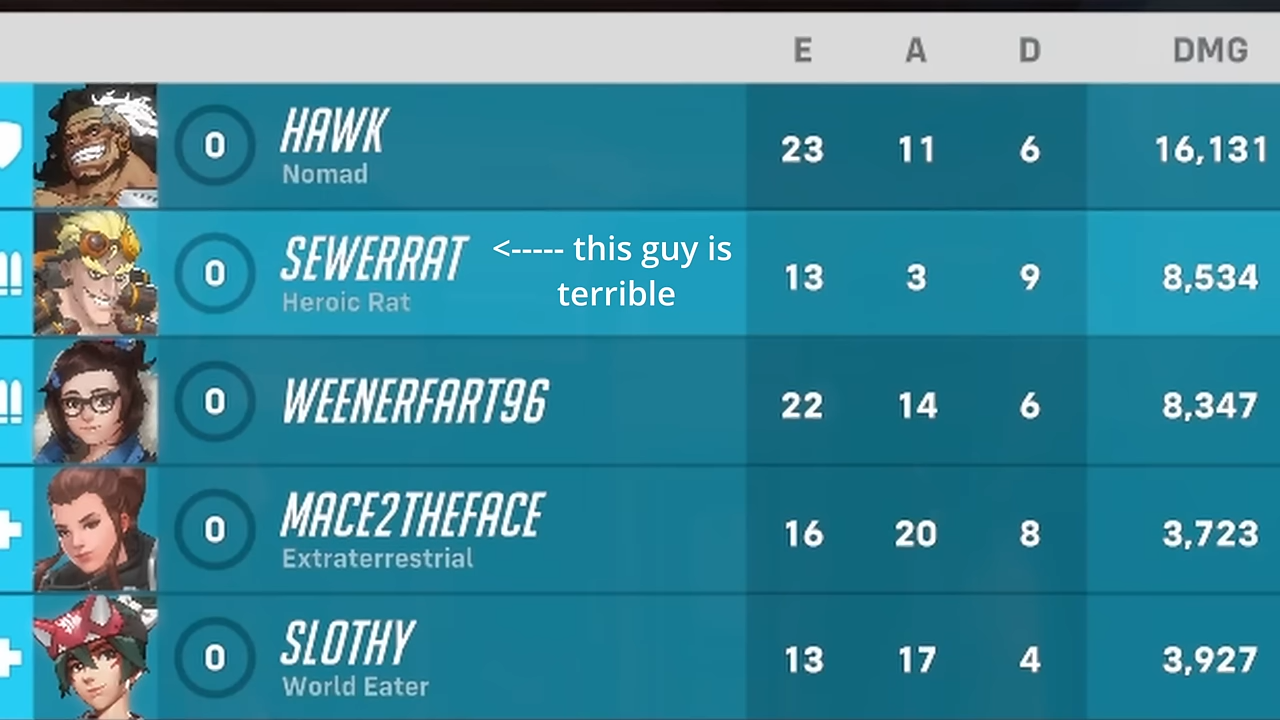 E A D DMG
0 HAWK 23 11 6 16,131
Nomad
0 SEWERRAT <----- this guy is 13 3 9 8,534
Heroic Rat terrible
0 WEENERFART96 22 14 6 8,347
0 MACE2THEFACE 16 20 8 3,723
Extraterrestrial
0 SLOTHY 13 17 4 3,927
World Eater